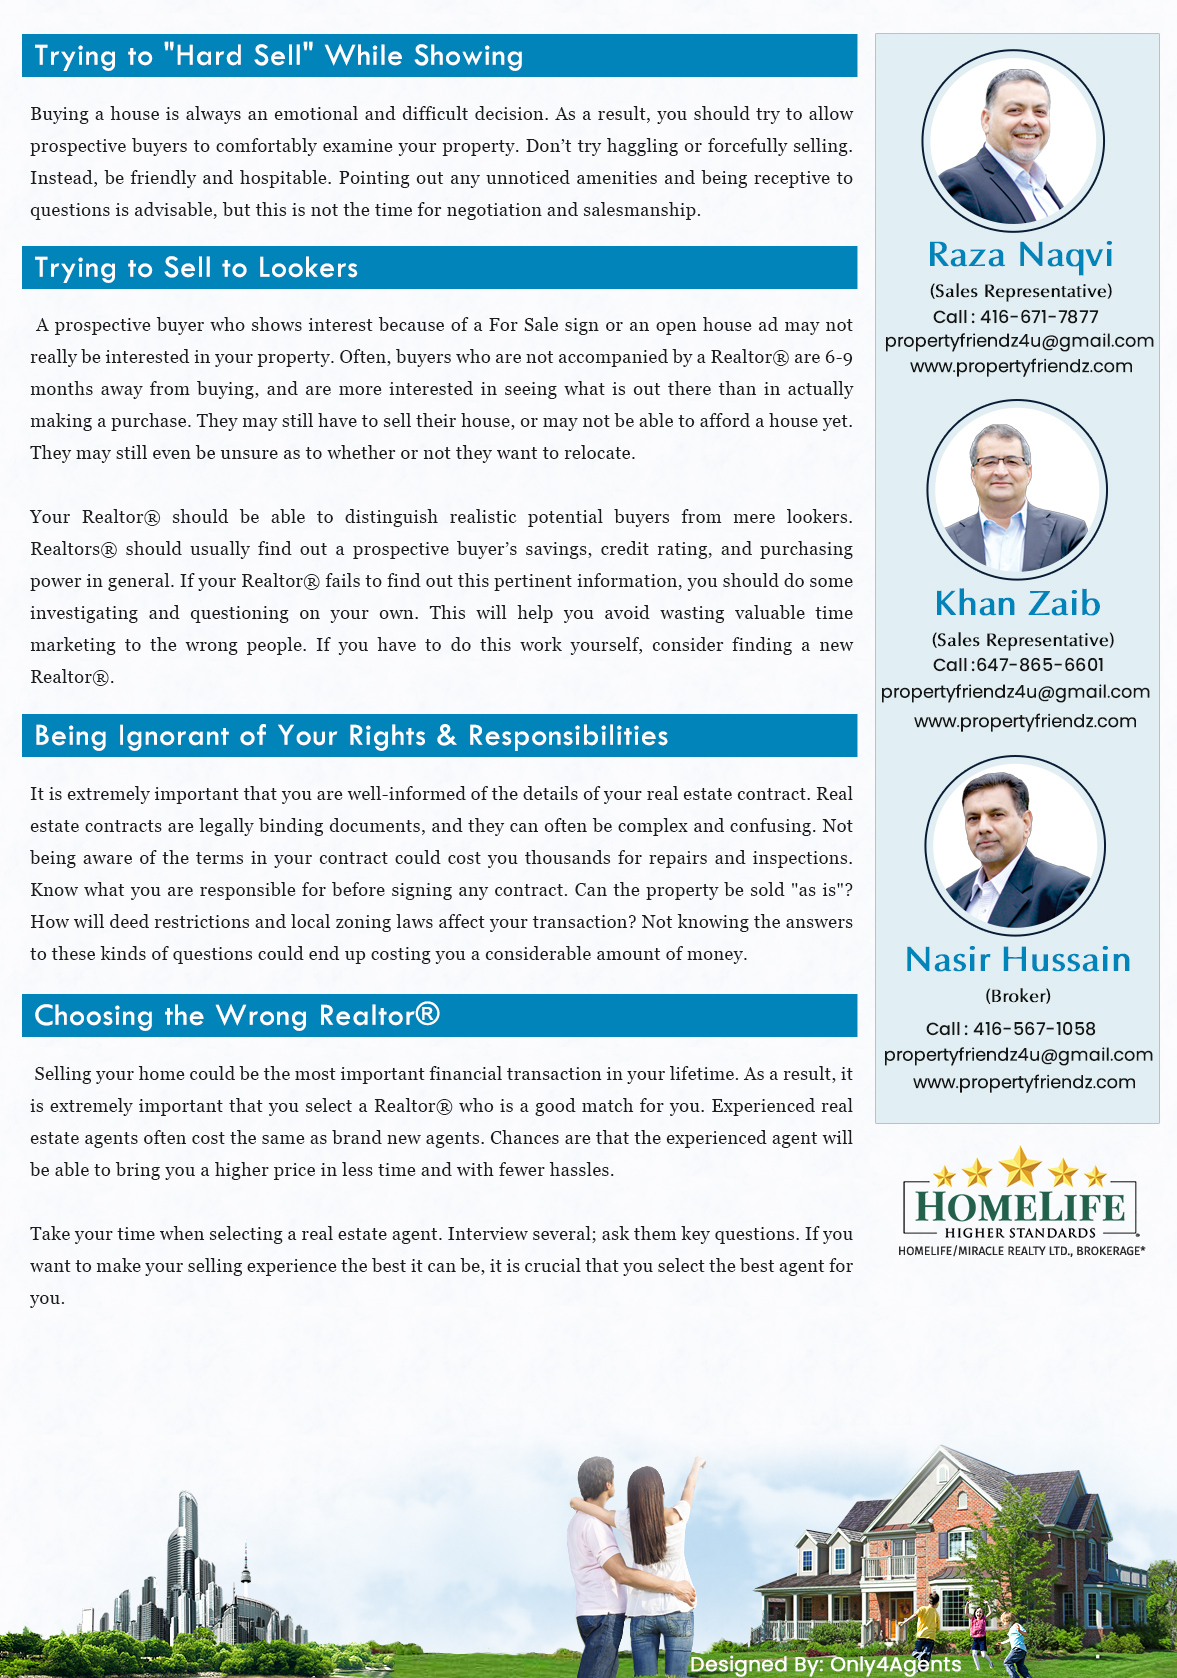 Trying to "Hard Sell" While Showing
Buying a house is always an emotional and difficult decision. As a result, you should try to allow
prospective buyers to comfortably examine your property. Don’t try haggling or forcefully selling.
Instead, be friendly and hospitable. Pointing out any unnoticed amenities and being receptive to
questions is advisable, but this is not the time for negotiation and salesmanship.
Trying to Sell to Lookers
A prospective buyer who shows interest because of a For Sale sign or an open house ad may not
really be interested in your property. Often, buyers who are not accompanied by a Realtor® are 6-9
months away from buying, and are more interested in seeing what is out there than in actually
making a purchase. They may still have to sell their house, or may not be able to afford a house yet.
They may still even be unsure as to whether or not they want to relocate.
Your Realtor® should be able to distinguish realistic potential buyers from mere lookers.
Realtors® should usually find out a prospective buyer’s savings, credit rating, and purchasing
power in general. If your Realtor® fails to find out this pertinent information, you should do some
investigating and questioning on your own. This will help you avoid wasting valuable time
marketing to the wrong people. If you have to do this work yourself, consider finding a new
Realtor®.
Being Ignorant of Your Rights & Responsibilities
It is extremely important that you are well-informed of the details of your real estate contract. Real
estate contracts are legally binding documents, and they can often be complex and confusing. Not
being aware of the terms in your contract could cost you thousands for repairs and inspections.
Know what you are responsible for before signing any contract. Can the property be sold "as is"?
How will deed restrictions and local zoning laws affect your transaction? Not knowing the answers
to these kinds of questions could end up costing you a considerable amount of money.
Choosing the Wrong Realtor®
Selling your home could be the most important financial transaction in your lifetime. As a result, it
is extremely important that you select a Realtor® who is a good match for you. Experienced real
estate agents often cost the same as brand new agents. Chances are that the experienced agent will
be able to bring you a higher price in less time and with fewer hassles.
Take your time when selecting a real estate agent. Interview several; ask them key questions. If you
want to make your selling experience the best it can be, it is crucial that you select the best agent for
you.
Raza Naqvi
(Sales Representative)
Call : 416-671-7877
propertyfriendz4u@gmail.com
www.propertyfriendz.com
Khan Zaib
(Sales Representative)
Call :647-865-6601
propertyfriendz4u@gmail.com
www.propertyfriendz.com
Nasir Hussain
(Broker)
Call : 416-567-1058
propertyfriendz4u@gmail.com
www.propertyfriendz.com
HOMELIFE
HIGHER STANDARDS
HOMELIFE/MIRACLE REALTY LTD., BROKERAGE*
Designed By: Only4Agents